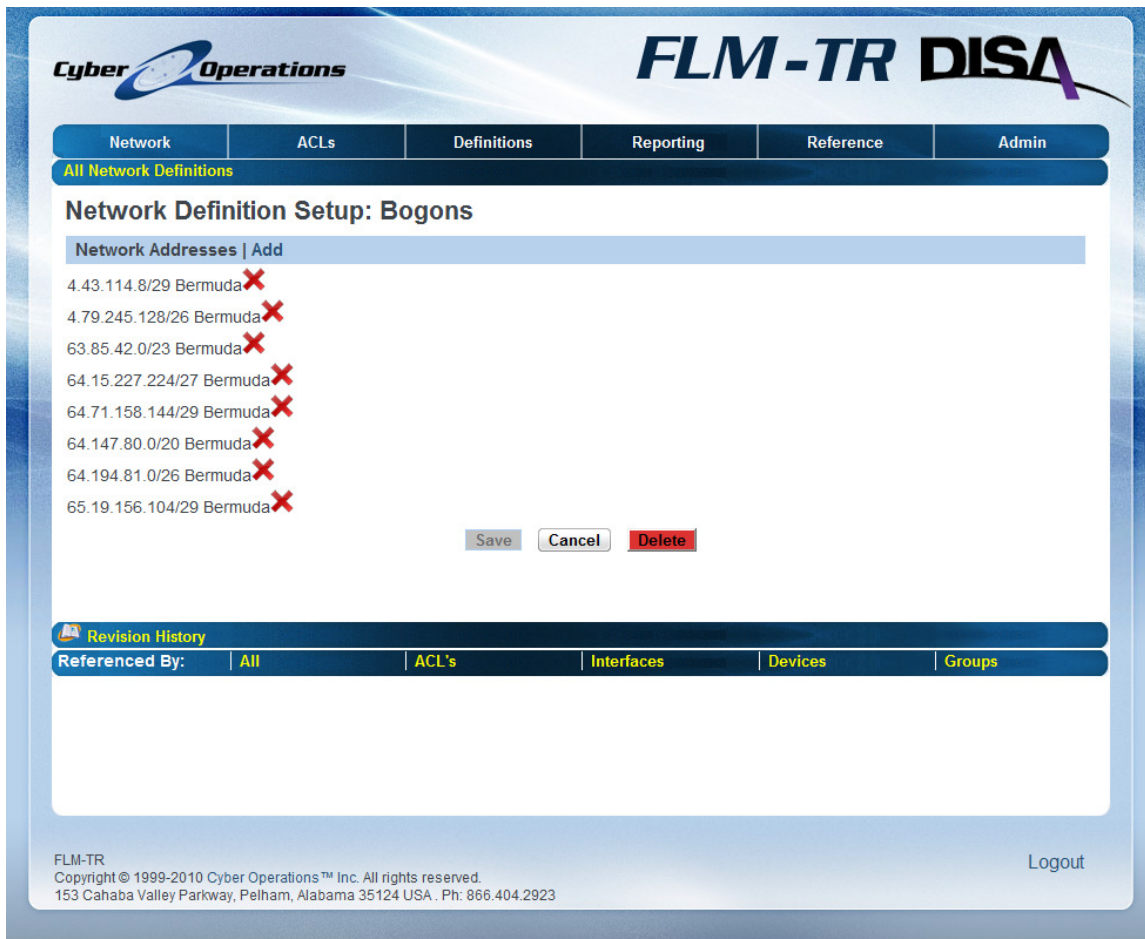 Cyber Operations
FLM-TR DISA
Network ACLs Definitions Reporting Reference Admin
All Network Definitions
Network Definition Setup: Bogons
Network Addresses | Add
4.43.114.8/29 Bermuda
4.79.245.128/26 Bermuda
63.85.42.0/23 Bermuda
64.15.227.224/27 Bermuda
64.71.158.144/29 Bermuda
64.147.80.0/20 Bermuda
64.194.81.0/26 Bermuda
65.19.156.104/29 Bermuda
Save Cancel Delete
Revision History
Referenced By: All ACL's Interfaces Devices Groups
FLM-TR
Copyright © 1999-2010 Cyber Operations™ Inc. All rights reserved.
153 Cahaba Valley Parkway, Pelham, Alabama 35124 USA . Ph: 866.404.2923
Logout